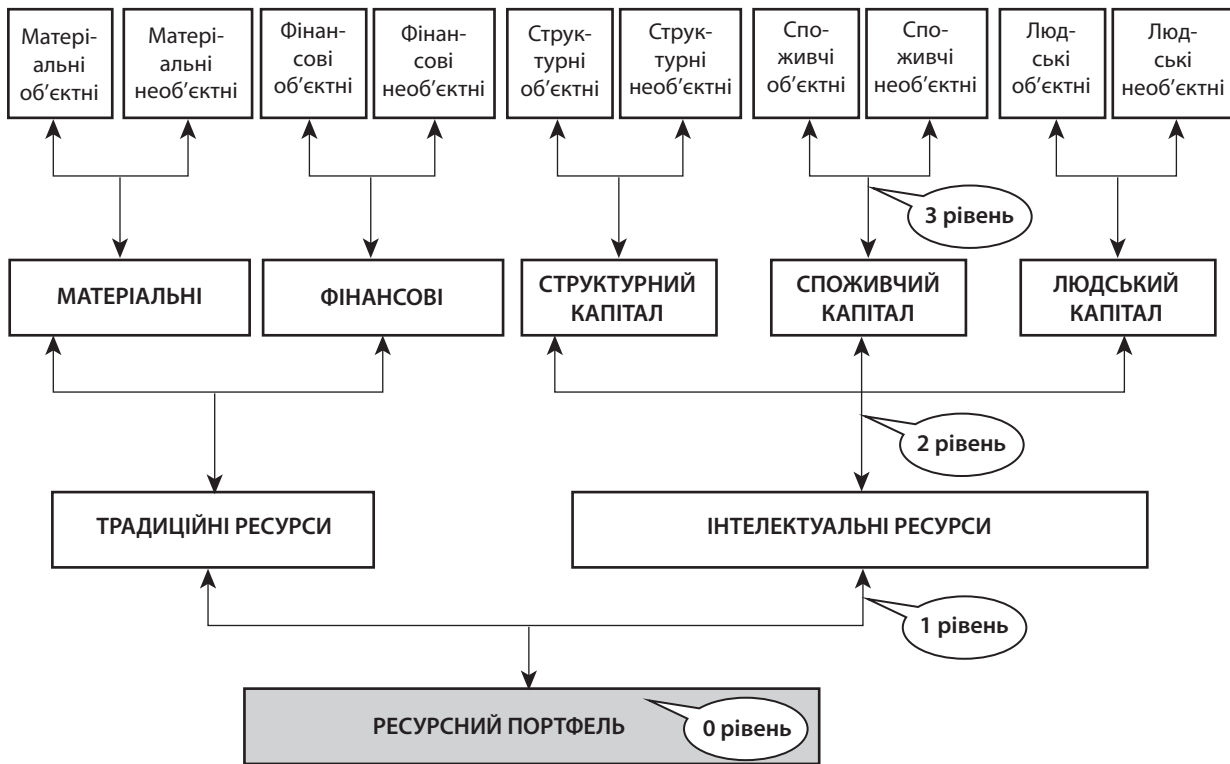 Матері-
альні
об’єктні
Матері-
альні
необ’єктні
Фінан-
сові
об’єктні
Фінан-
сові
необ’єктні
Струк-
турні
об’єктні
Струк-
турні
необ’єктні
Спо-
живчі
об’єктні
Спо-
живчі
необ’єктні
Люд-
ські
об’єктні
Люд-
ські
необ’єктні
3 рівень
МАТЕРІАЛЬНІ
ФІНАНСОВІ
СТРУКТУРНИЙ
КАПІТАЛ
СПОЖИВЧИЙ
КАПІТАЛ
ЛЮДСЬКИЙ
КАПІТАЛ
2 рівень
ТРАДИЦІЙНІ РЕСУРСИ
ІНТЕЛЕКТУАЛЬНІ РЕСУРСИ
1 рівень
РЕСУРСНИЙ ПОРТФЕЛЬ
0 рівень